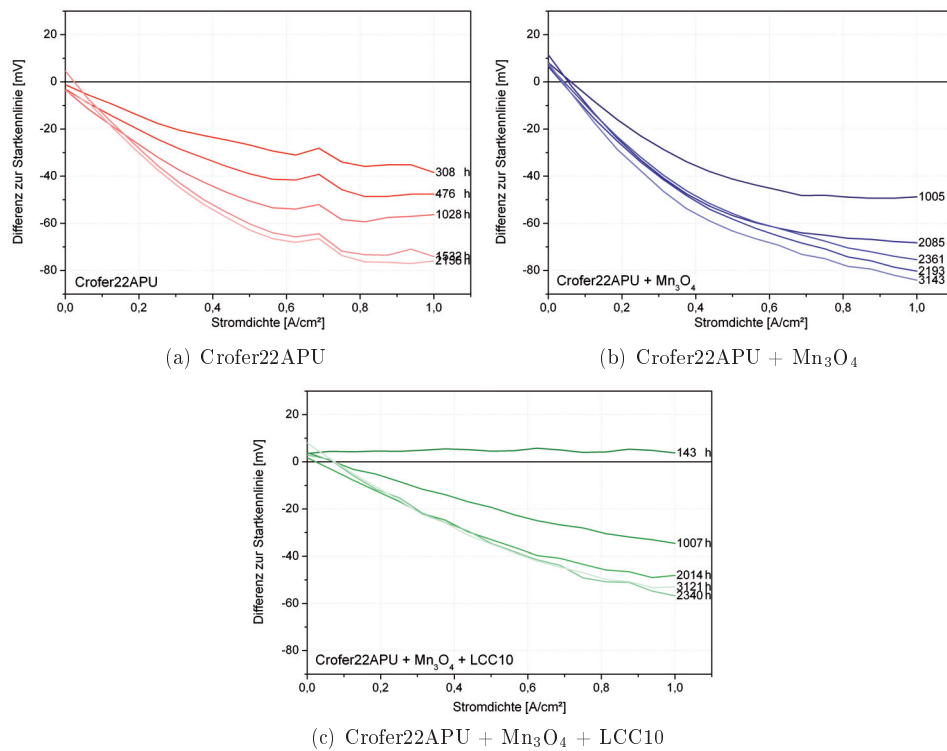 20
0
-20
-40
-60
-80
Differenz zur Startkennlinie [mV]
308 h
476 h
1028 h
1532 h
Crofer22APU
0,0 0,2 0,4 0,6 0,8 1,0
Stromdichte [A/cm²]
(a) Crofer22APU
20
0
-20
-40
-60
-80
Differenz zur Startkennlinie [mV]
1005
2085
2361
2193
3143
Crofer22APU + Mn₃O₄
0,0 0,2 0,4 0,6 0,8 1,0
Stromdichte [A/cm²]
(b) Crofer22APU + Mn₃O₄
20
0
-20
-40
-60
-80
Differenz zur Startkennlinie [mV]
143 h
1007 h
2014 h
3121 h
2340 h
Crofer22APU + Mn₃O₄ + LCC10
0,0 0,2 0,4 0,6 0,8 1,0
Stromdichte [A/cm²]
(c) Crofer22APU + Mn₃O₄ + LCC10